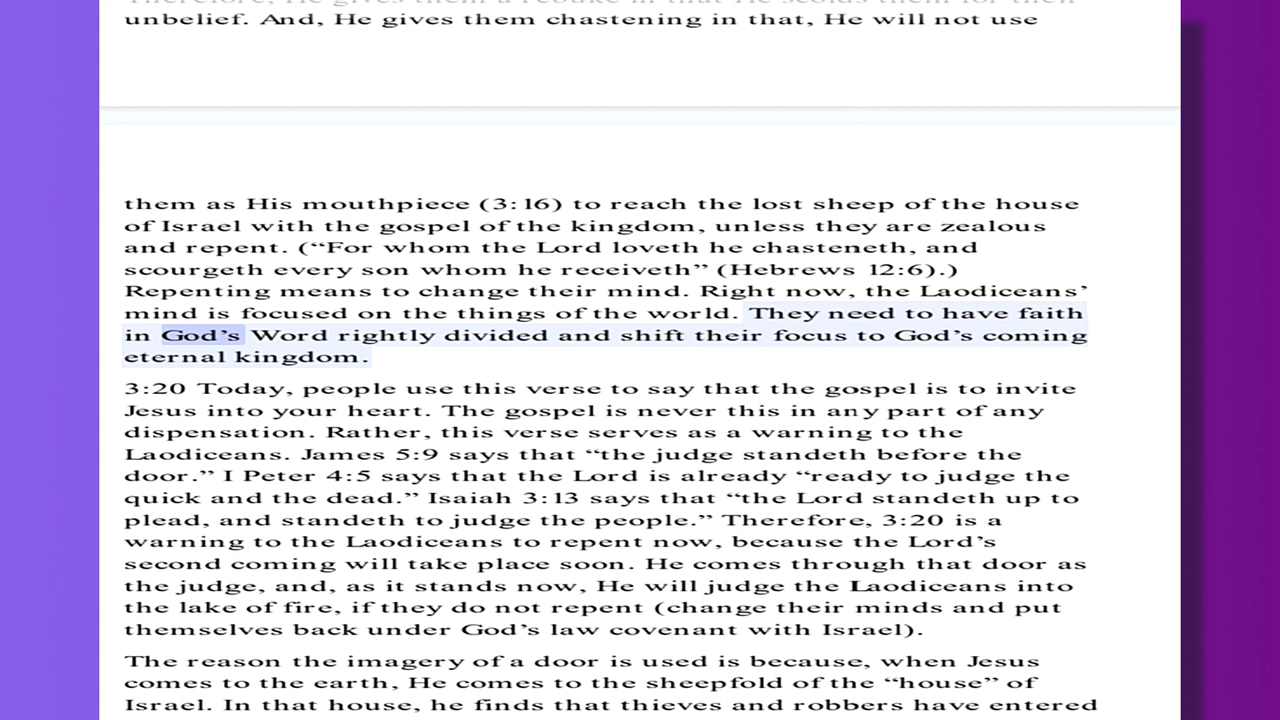 Therefore, He gives them a rebuke in that He scolds them for their
unbelief. And, He gives them chastening in that, He will not use
them as His mouthpiece (3:16) to reach the lost sheep of the house
of Israel with the gospel of the kingdom, unless they are zealous
and repent. (“For whom the Lord loveth he chasteneth, and
scourgeth every son whom he receiveth” (Hebrews 12:6).)
Repenting means to change their mind. Right now, the Laodiceans’
mind is focused on the things of the world. They need to have faith
in God’s Word rightly divided and shift their focus to God’s coming
eternal kingdom.
3:20 Today, people use this verse to say that the gospel is to invite
Jesus into your heart. The gospel is never this in any part of any
dispensation. Rather, this verse serves as a warning to the
Laodiceans. James 5:9 says that “the judge standeth before the
door.” I Peter 4:5 says that the Lord is already “ready to judge the
quick and the dead.” Isaiah 3:13 says that “the Lord standeth up to
plead, and standeth to judge the people.” Therefore, 3:20 is a
warning to the Laodiceans to repent now, because the Lord’s
second coming will take place soon. He comes through that door as
the judge, and, as it stands now, He will judge the Laodiceans into
the lake of fire, if they do not repent (change their minds and put
themselves back under God’s law covenant with Israel).
The reason the imagery of a door is used is because, when Jesus
comes to the earth, He comes to the sheepfold of the “house” of
Israel. In that house, he finds that thieves and robbers have entered